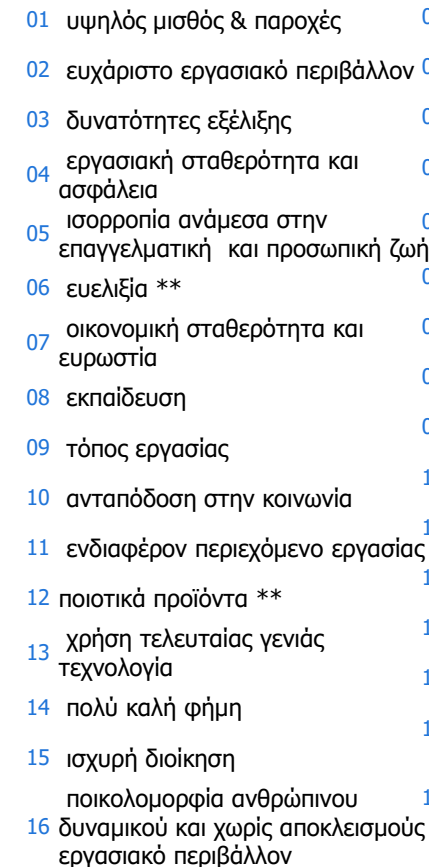 01 υψηλός μισθός & παροχές
02 ευχάριστο εργασιακό περιβάλλον
03 δυνατότητες εξέλιξης
04 εργασιακή σταθερότητα και
ασφάλεια
05 ισορροπία ανάμεσα στην
επαγγελματική και προσωπική ζωή
06 ευελιξία **
07 οικονομική σταθερότητα και
ευρωστία
08 εκπαίδευση
09 τόπος εργασίας
10 ανταπόδοση στην κοινωνία
11 ενδιαφέρον περιεχόμενο εργασίας
12 ποιοτικά προϊόντα **
13 χρήση τελευταίας γενιάς
τεχνολογία
14 πολύ καλή φήμη
15 ισχυρή διοίκηση
ποικολομορφία ανθρώπινου
16 δυναμικού και χωρίς αποκλεισμούς
εργασιακό περιβάλλον